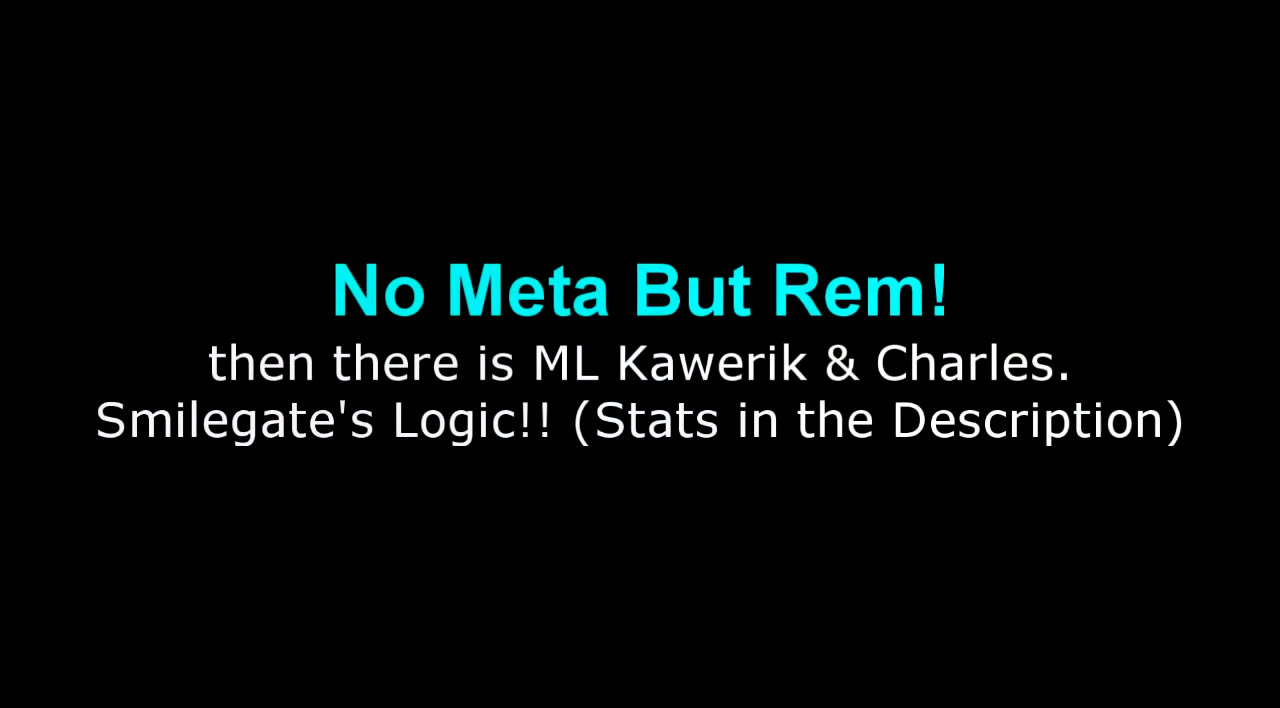 No Meta But Rem!
then there is ML Kawerik & Charles.
Smilegate's Logic!! (Stats in the Description)